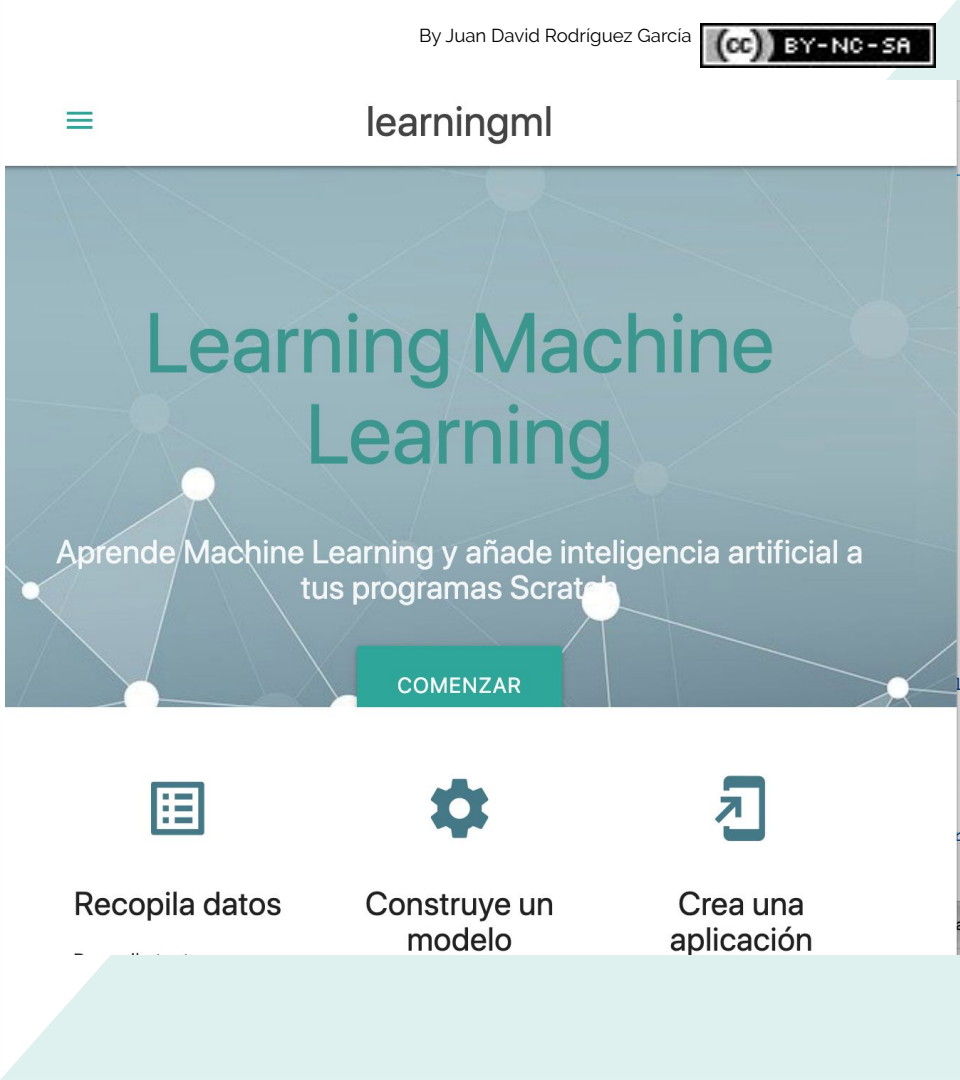 By Juan David Rodríguez García
(cc) BY-NC-SA
learningml
Learning Machine
Learning
Aprende Machine Learning y añade inteligencia artificial a
tus programas Scratch
COMENZAR
Recopila datos
Construye un
modelo
Crea una
aplicación